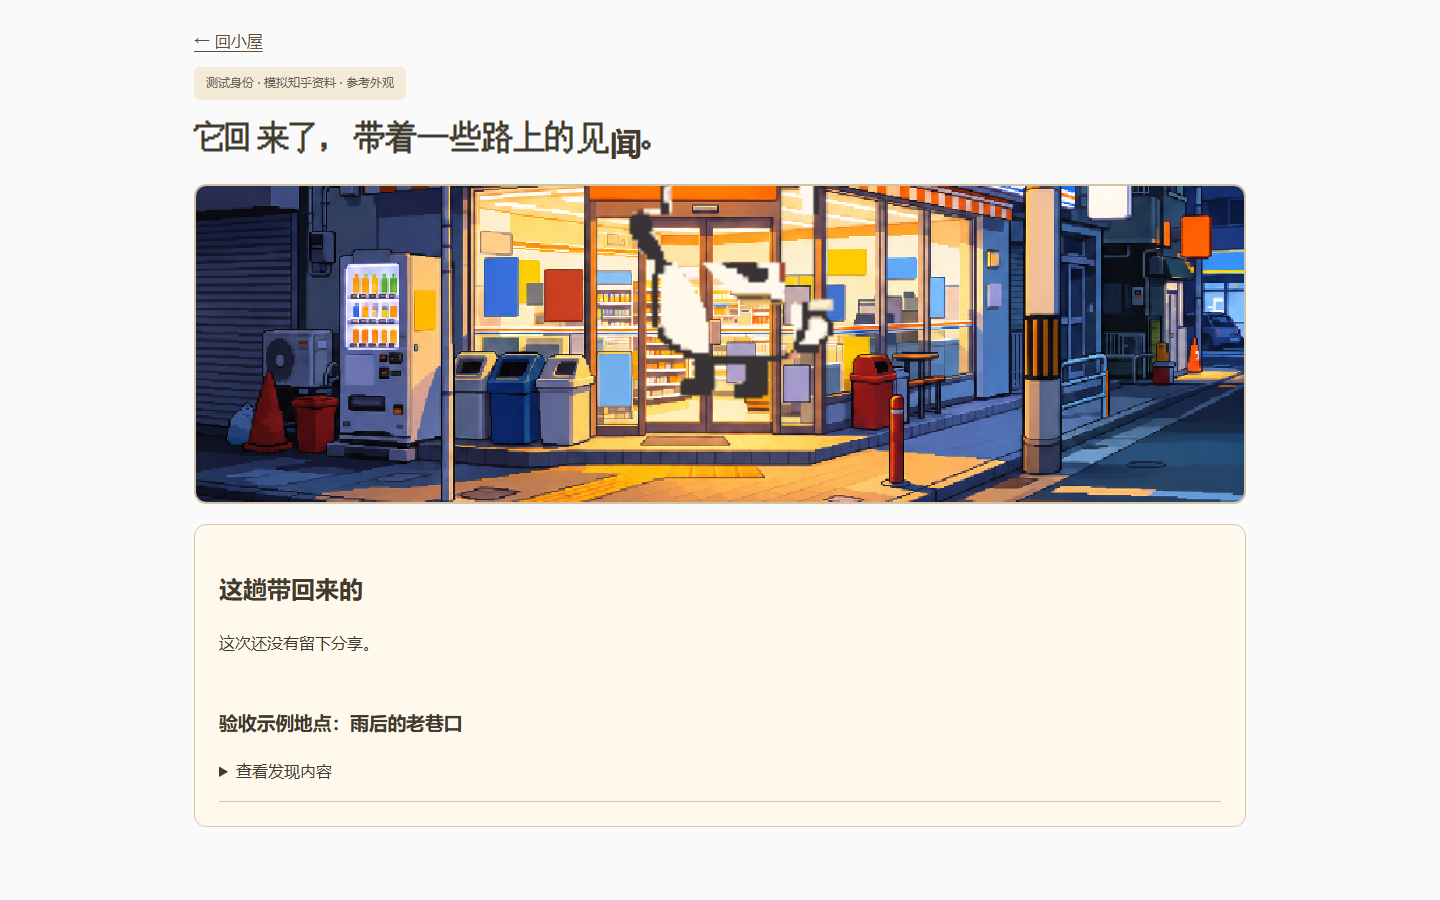 ← 回小屋
测试身份 · 模拟知乎资料 · 参考外观
它回来了，带着一些路上的见闻。
这趟带回来的
这次还没有留下分享。
验收示例地点：雨后的老巷口
▶ 查看发现内容